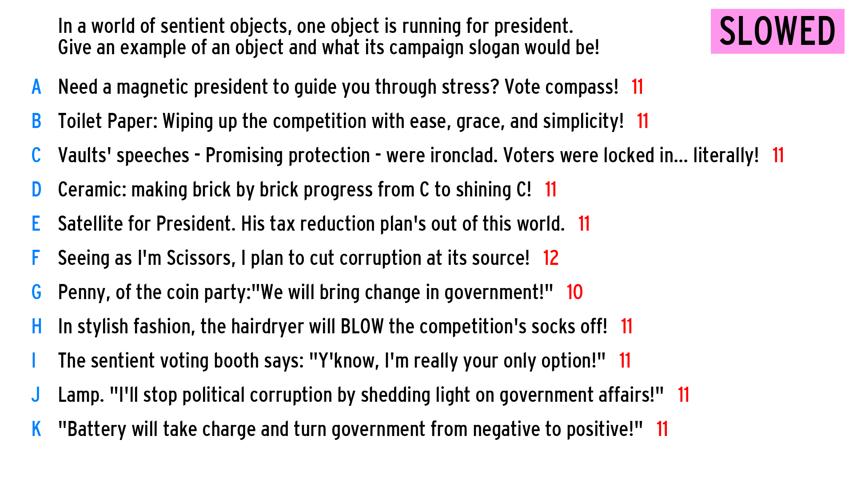 In a world of sentient objects, one object is running for president.
Give an example of an object and what its campaign slogan would be!
SLOWED
A Need a magnetic president to guide you through stress? Vote compass! 11
B Toilet Paper: Wiping up the competition with ease, grace, and simplicity! 11
C Vaults' speeches - Promising protection - were ironclad. Voters were locked in... literally! 11
D Ceramic: making brick by brick progress from C to shining C! 11
E Satellite for President. His tax reduction plan's out of this world. 11
F Seeing as I'm Scissors, I plan to cut corruption at its source! 12
G Penny, of the coin party:"We will bring change in government!" 10
H In stylish fashion, the hairdryer will BLOW the competition's socks off! 11
I The sentient voting booth says: "Y'know, I'm really your only option!" 11
J Lamp. "I'll stop political corruption by shedding light on government affairs!" 11
K "Battery will take charge and turn government from negative to positive!" 11